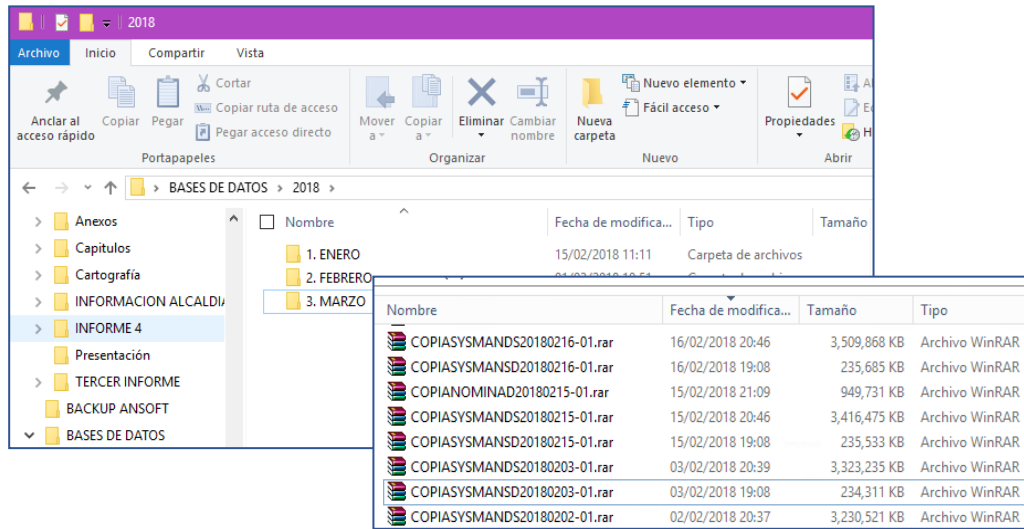 2018
Archivo Inicio Compartir Vista
Anclar al acceso rápido
Copiar
Pegar
Cortar
Copiar ruta de acceso
Pegar acceso directo
Portapapeles
Mover a
Copiar a
Eliminar
Cambiar nombre
Organizar
Nueva carpeta
Nuevo elemento
Fácil acceso
Nuevo
Propiedades
Abrir
BASES DE DATOS > 2018 >
Anexos
Capitulos
Cartografía
INFORMACION
INFORME 4
Presentación
TERCER INFORME
BACKUP ANSOFT
BASES DE DATOS
Nombre Fecha de modifica... Tipo Tamaño
1. ENERO 15/02/2018 11:11 Carpeta de archivos
2. FEBRERO
3. MARZO
Nombre Fecha de modifica... Tamaño Tipo
COPIASYSMANDS20180216-01.rar 16/02/2018 20:46 3,509,868 KB Archivo WinRAR
COPIASYSMANSD20180216-01.rar 16/02/2018 19:08 235,685 KB Archivo WinRAR
COPIANOMINAD20180215-01.rar 15/02/2018 21:09 949,731 KB Archivo WinRAR
COPIASYSMANDS20180215-01.rar 15/02/2018 20:46 3,416,475 KB Archivo WinRAR
COPIASYSMANSD20180215-01.rar 15/02/2018 19:08 235,533 KB Archivo WinRAR
COPIASYSMANDS20180203-01.rar 03/02/2018 20:39 3,323,235 KB Archivo WinRAR
COPIASYSMANSD20180203-01.rar 03/02/2018 19:08 234,311 KB Archivo WinRAR
COPIASYSMANDS20180202-01.rar 02/02/2018 20:37 3,230,521 KB Archivo WinRAR